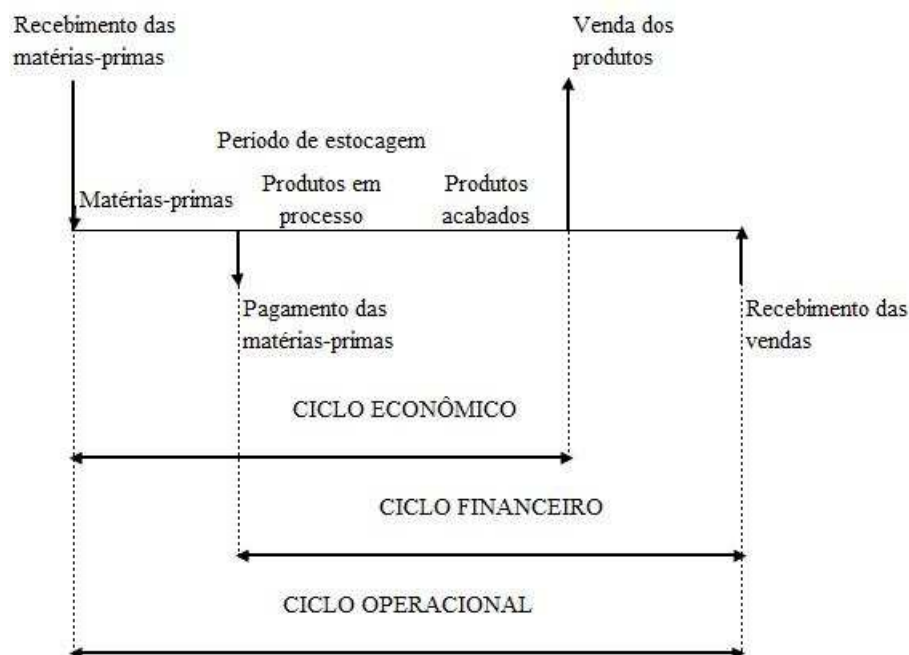 Recebimento das
matérias-primas
Venda dos
produtos
Período de estocagem
Matérias-primas
Produtos em
processo
Produtos
acabados
Pagamento das
matérias-primas
Recebimento das
vendas
CICLO ECONÔMICO
CICLO FINANCEIRO
CICLO OPERACIONAL